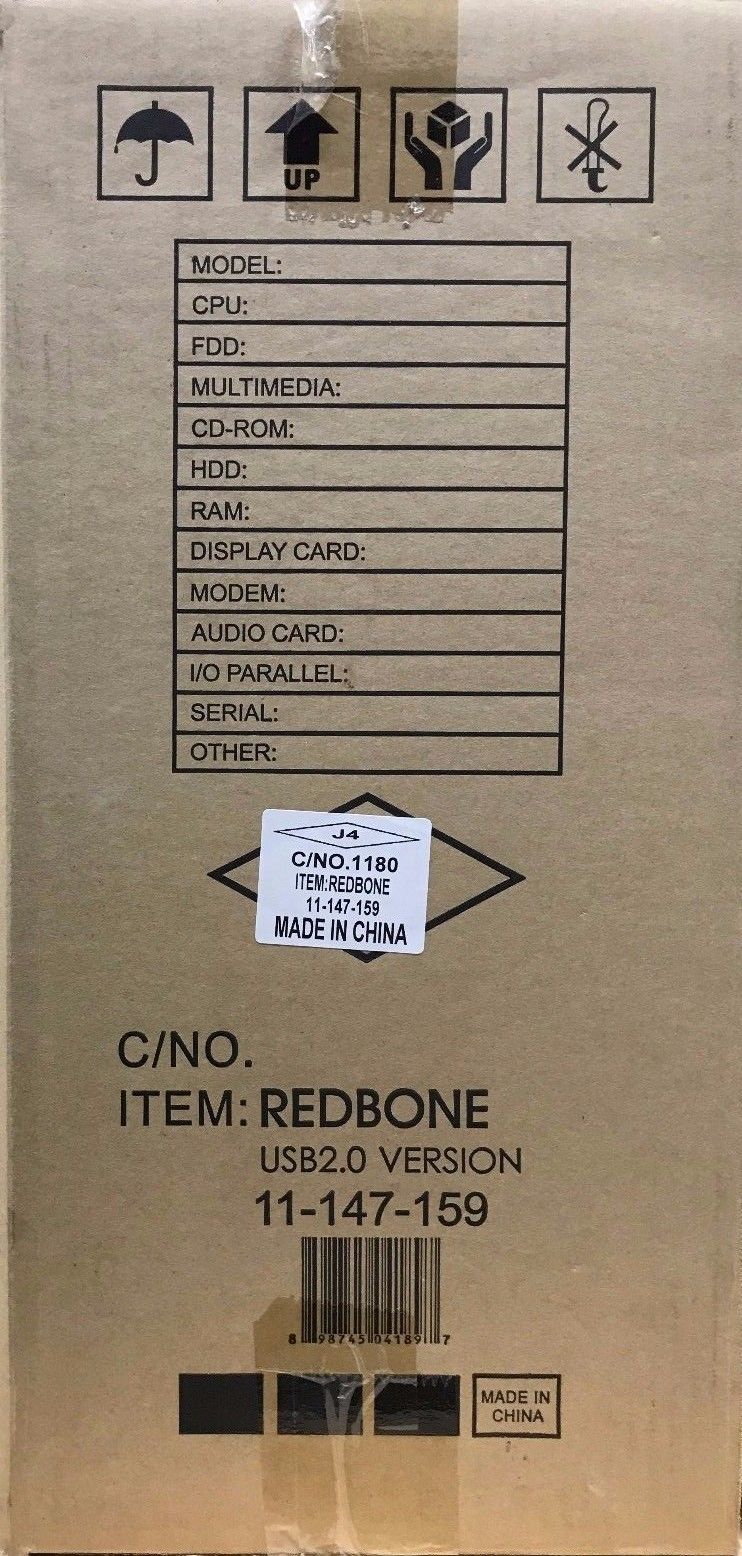 UP
MODEL:
CPU:
FDD:
MULTIMEDIA:
CD-ROM:
HDD:
RAM:
DISPLAY CARD:
MODEM:
AUDIO CARD:
I/O PARALLEL:
SERIAL:
OTHER:
J4
C/NO.1180
ITEM:REDBONE
11-147-159
MADE IN CHINA
C/NO.
ITEM: REDBONE
USB2.0 VERSION
11-147-159
8 98745 04189 7
MADE IN
CHINA